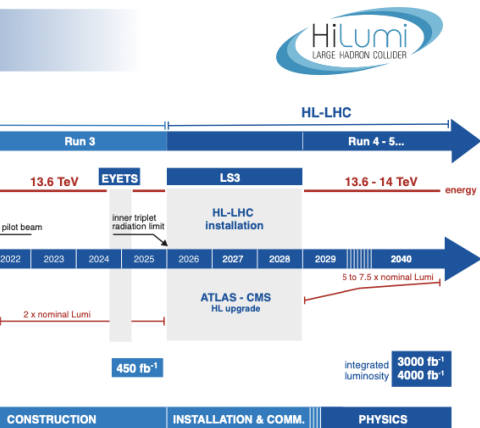 HiLumi
LARGE HADRON COLLIDER
HL-LHC
Run 3
Run 4 - 5...
13.6 TeV
EYETS
LS3
13.6 - 14 TeV
energy
pilot beam
inner triplet
radiation limit
HL-LHC
installation
2022
2023
2024
2025
2026
2027
2028
2029
2040
5 to 7.5 x nominal Lumi
ATLAS - CMS
HL upgrade
2 x nominal Lumi
450 fb-1
integrated
luminosity
3000 fb-1
4000 fb-1
CONSTRUCTION
INSTALLATION & COMM.
PHYSICS